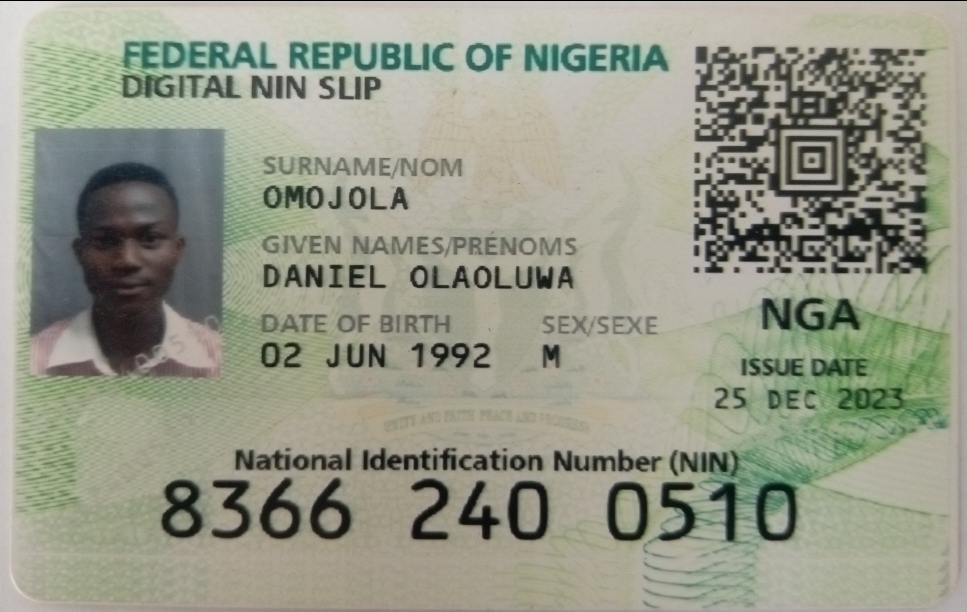 FEDERAL REPUBLIC OF NIGERIA
DIGITAL NIN SLIP
SURNAME/NOM
OMOJOLA
GIVEN NAMES/PRÉNOMS
DANIEL OLAOLUWA
DATE OF BIRTH SEX/SEXE
02 JUN 1992 M
NGA
ISSUE DATE
25 DEC 2023
UNITY AND FAITH PEACE AND PROGRESS
National Identification Number (NIN)
8366 240 0510